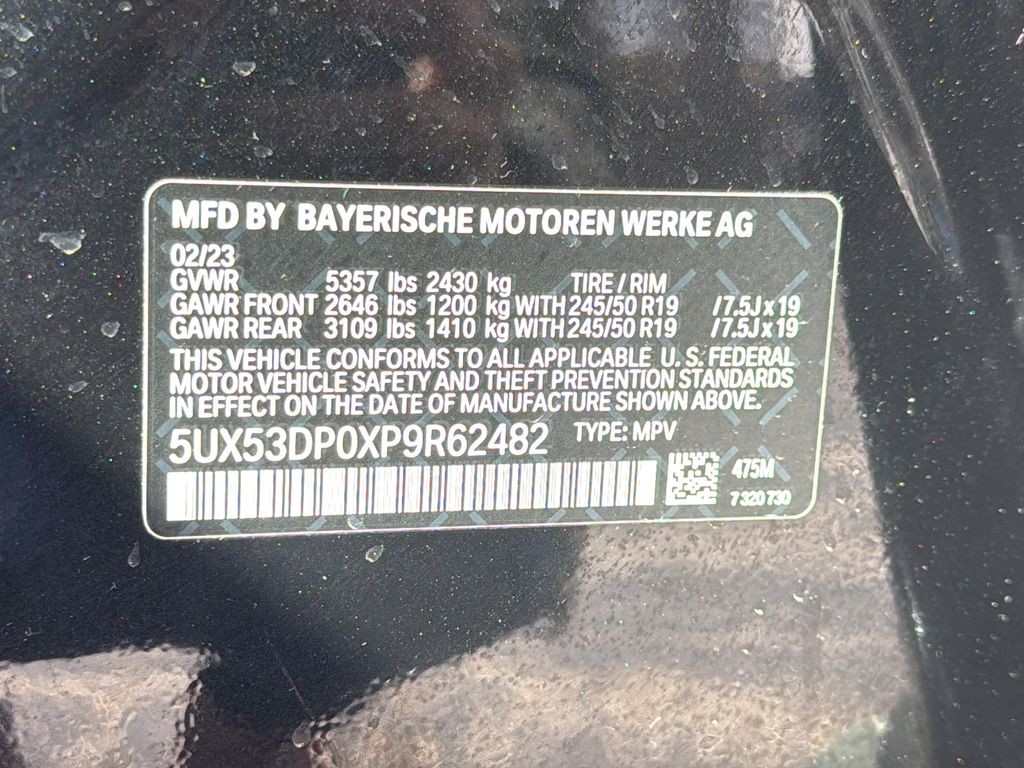 MFD BY BAYERISCHE MOTOREN WERKE AG
02/23
GVWR 5357 lbs 2430 kg TIRE / RIM
GAWR FRONT 2646 lbs 1200 kg WITH 245/50 R19 /7.5J x 19
GAWR REAR 3109 lbs 1410 kg WITH 245/50 R19 /7.5J x 19
THIS VEHICLE CONFORMS TO ALL APPLICABLE U. S. FEDERAL
MOTOR VEHICLE SAFETY AND THEFT PREVENTION STANDARDS
IN EFFECT ON THE DATE OF MANUFACTURE SHOWN ABOVE.
5UX53DP0XP9R62482 TYPE: MPV
475M
7 320 730